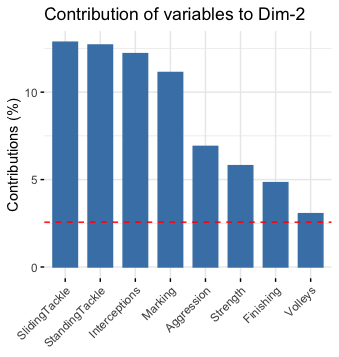 Contribution of variables to Dim-2
Contributions (%)
10
5
0
SlidingTackle
StandingTackle
Interceptions
Marking
Aggression
Strength
Finishing
Volleys